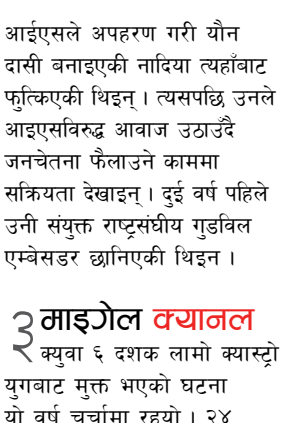 आईएसले अपहरण गरी यौन
दासी बनाइएकी नादिया त्यहाँबाट
फुत्किएकी थिइन् । त्यसपछि उनले
आइएसविरुद्ध आवाज उठाउँदै
जनचेतना फैलाउने काममा
सक्रियता देखाइन् । दुई वर्ष पहिले
उनी संयुक्त राष्ट्रसंघीय गुडविल
एम्बेसडर छानिएकी थिइन ।
३ माइगेल क्यानल
क्युवा ६ दशक लामो क्यास्ट्रो
युगबाट मुक्त भएको घटना
यो वर्ष चर्चामा रह्यो । २४